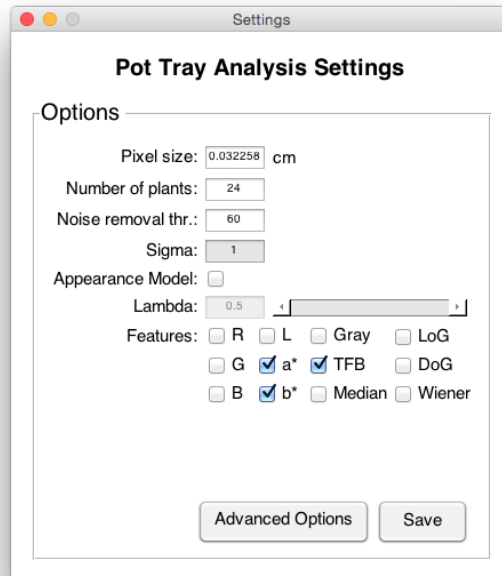 Settings
Pot Tray Analysis Settings
Options
Pixel size: 0.032258 cm
Number of plants: 24
Noise removal thr.: 60
Sigma: 1
Appearance Model:
Lambda: 0.5
Features: R L Gray LoG
G a* TFB DoG
B b* Median Wiener
Advanced Options Save